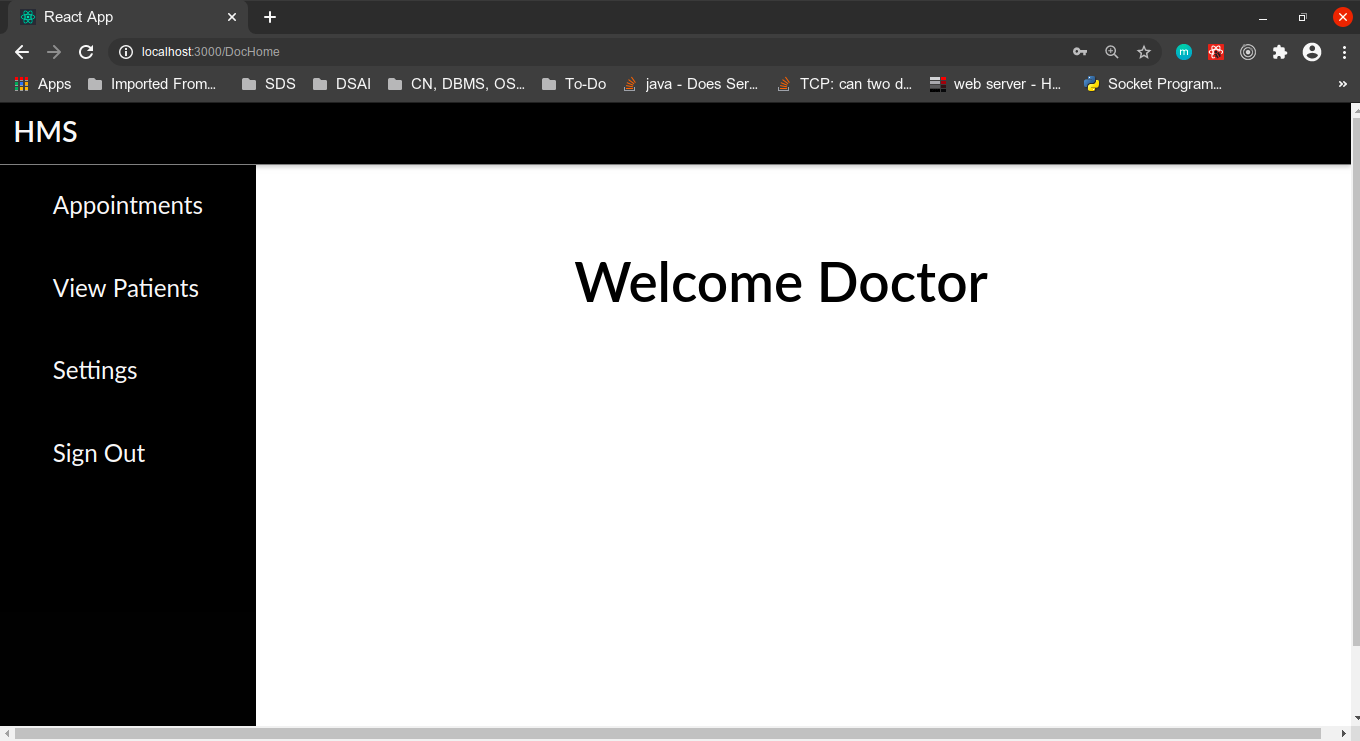 React App
localhost:3000/DocHome
Apps Imported From... SDS DSAI CN, DBMS, OS... To-Do java - Does Ser... TCP: can two d... web server - H... Socket Program... »
HMS
Appointments
View Patients
Settings
Sign Out
Welcome Doctor
m